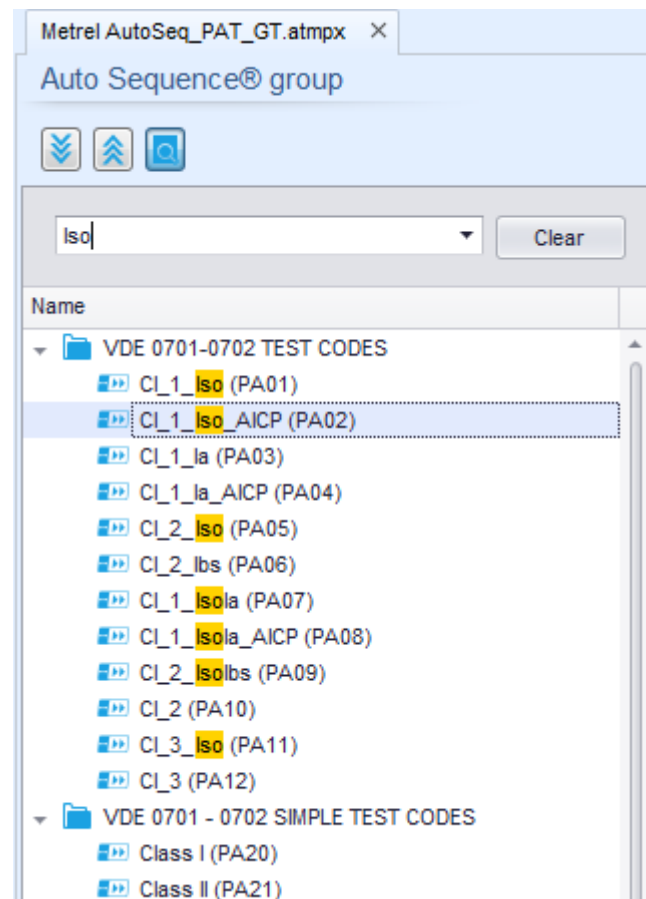 Metrel AutoSeq_PAT_GT.atmpx
Auto Sequence® group
Iso
Clear
Name
VDE 0701-0702 TEST CODES
Cl_1_Iso (PA01)
Cl_1_Iso_AICP (PA02)
Cl_1_Ia (PA03)
Cl_1_Ia_AICP (PA04)
Cl_2_Iso (PA05)
Cl_2_Ibs (PA06)
Cl_1_IsoIa (PA07)
Cl_1_IsoIa_AICP (PA08)
Cl_2_IsoIbs (PA09)
Cl_2 (PA10)
Cl_3_Iso (PA11)
Cl_3 (PA12)
VDE 0701 - 0702 SIMPLE TEST CODES
Class I (PA20)
Class II (PA21)